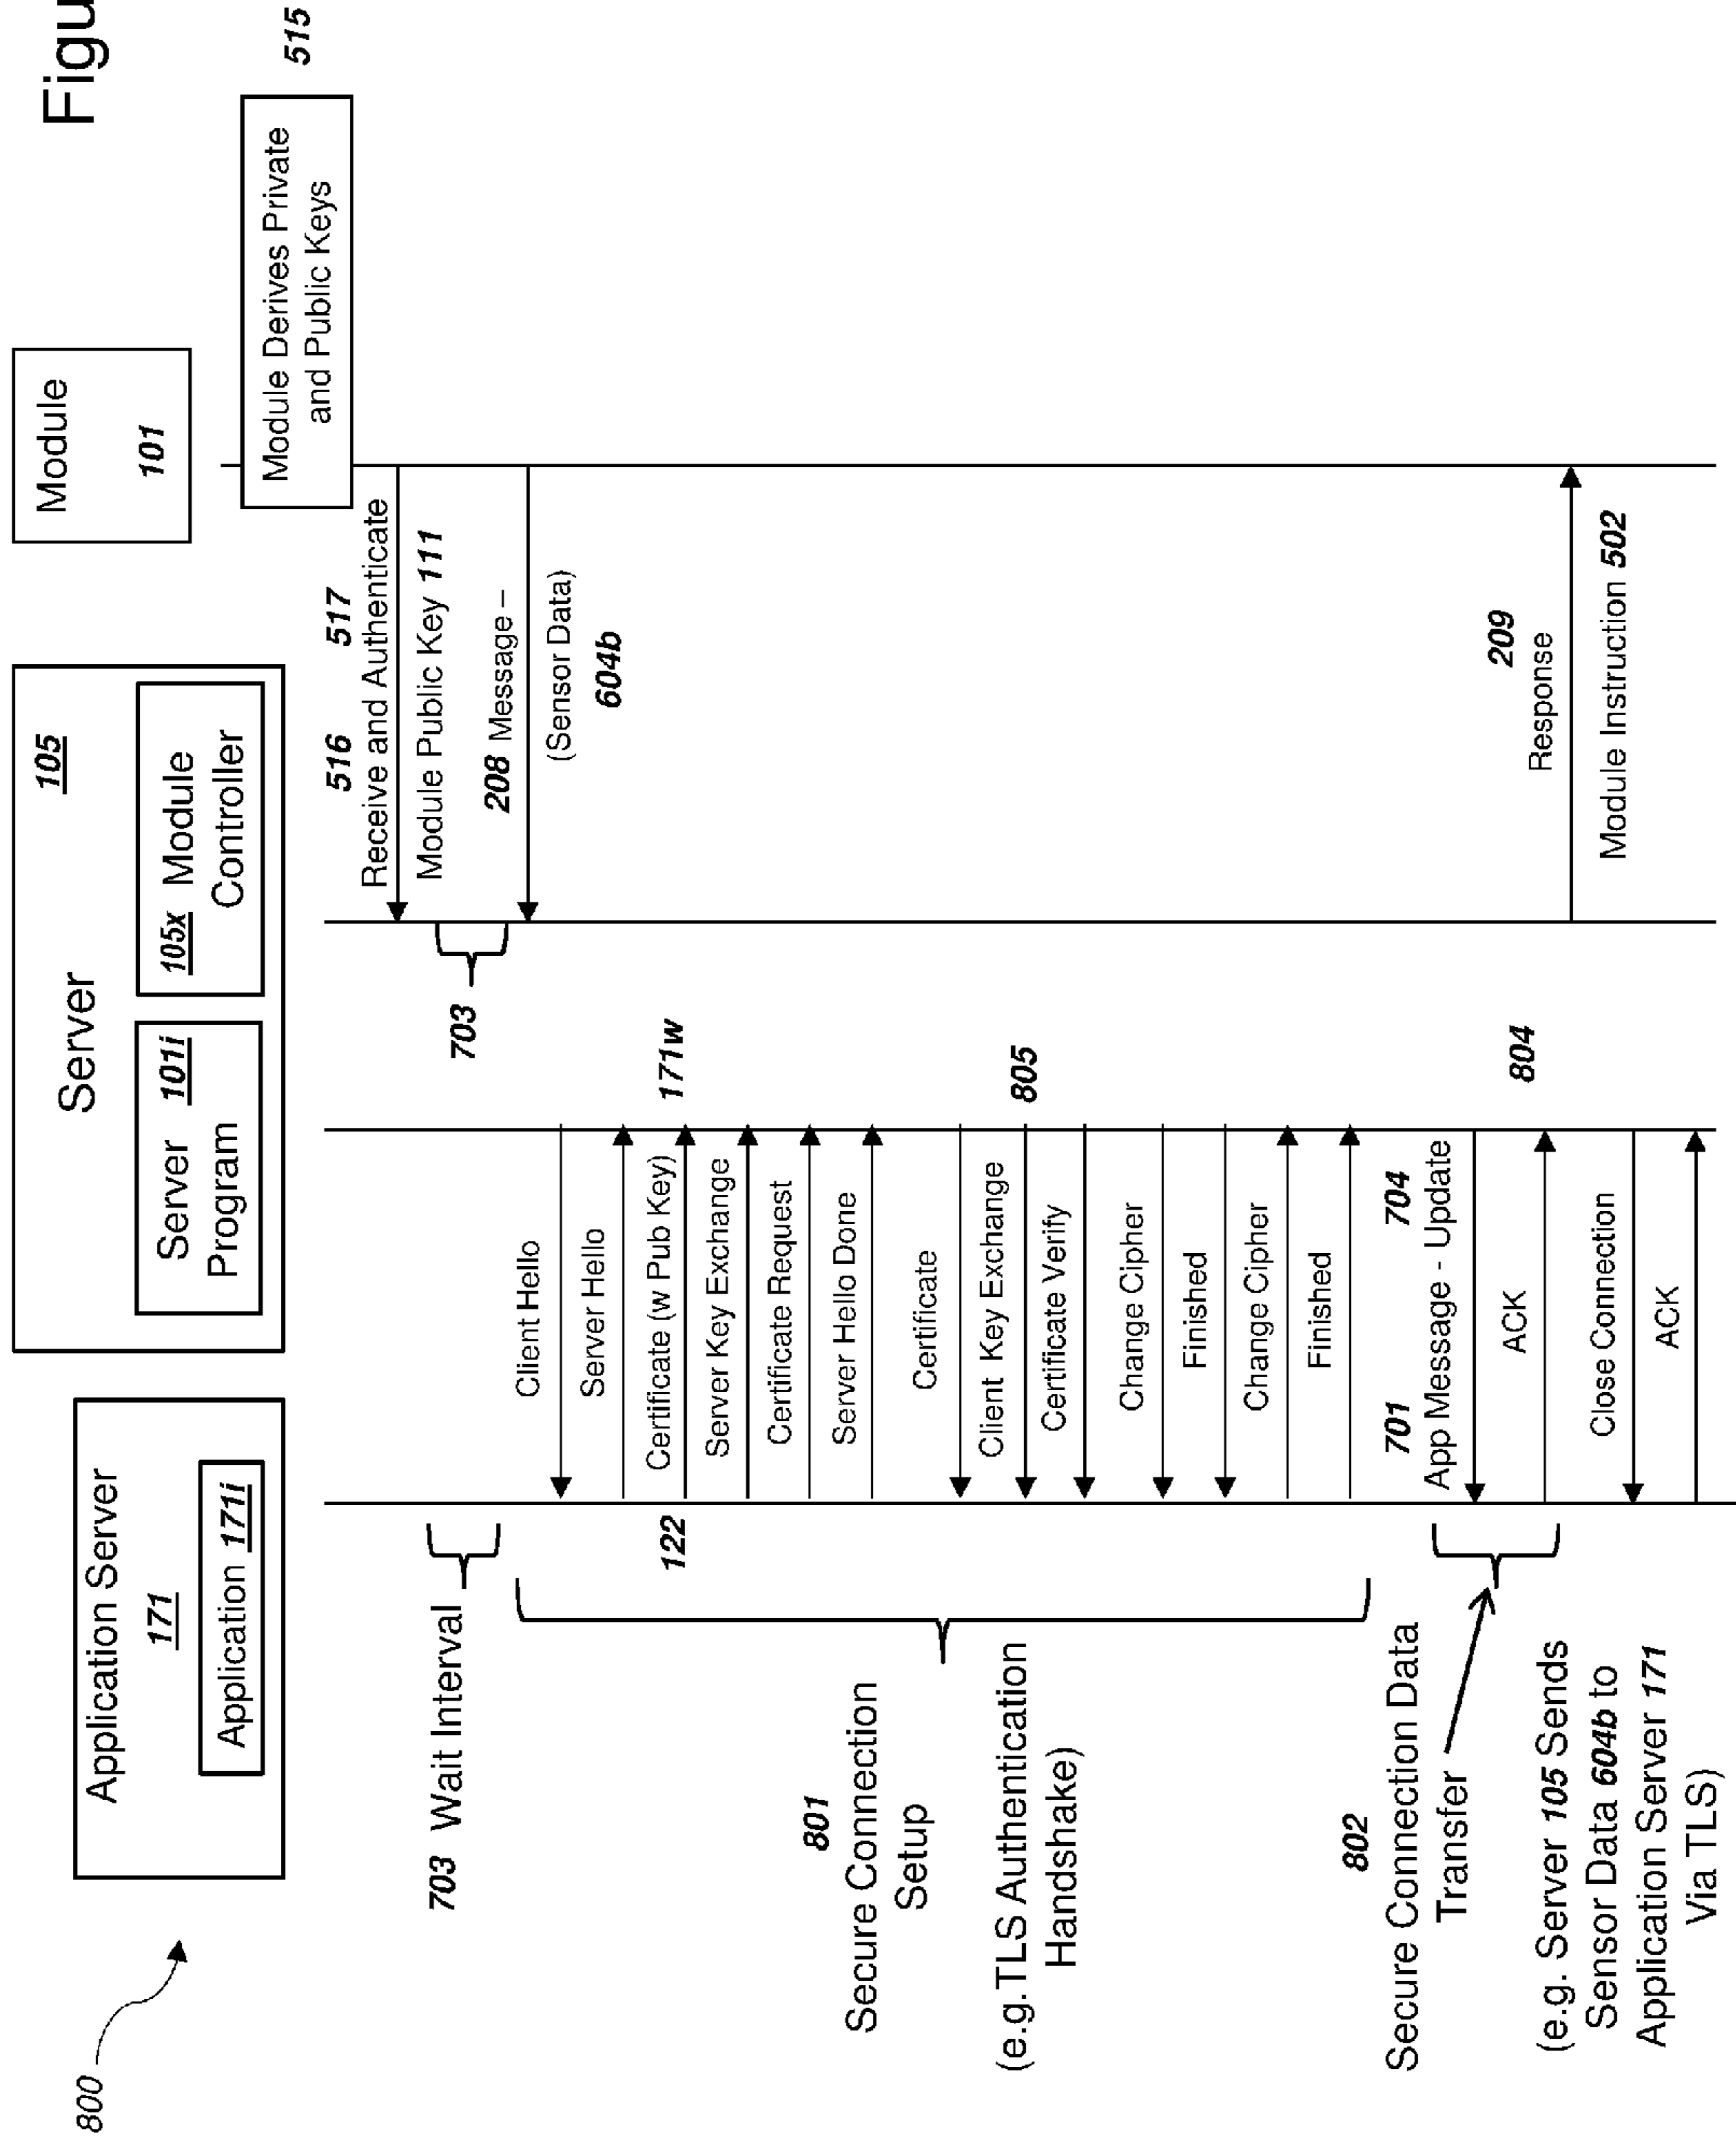 Figu
800
Application Server
171
Application 171i
Server
105
Server 101i
Program
105x Module
Controller
Module
101
Module Derives Private
and Public Keys
515
516 517
Receive and Authenticate
Module Public Key 111
703 Wait Interval
703
208 Message –
(Sensor Data)
604b
Client Hello
Server Hello
122
Certificate (w Pub Key)
171w
Server Key Exchange
Certificate Request
Server Hello Done
801
Secure Connection
Setup
(e.g.TLS Authentication
Handshake)
Certificate
Client Key Exchange
805
Certificate Verify
Change Cipher
Finished
Change Cipher
Finished
802
Secure Connection Data
Transfer
(e.g. Server 105 Sends
Sensor Data 604b to
Application Server 171
Via TLS)
701 704
App Message - Update
ACK
804
209
Response
Module Instruction 502
Close Connection
ACK